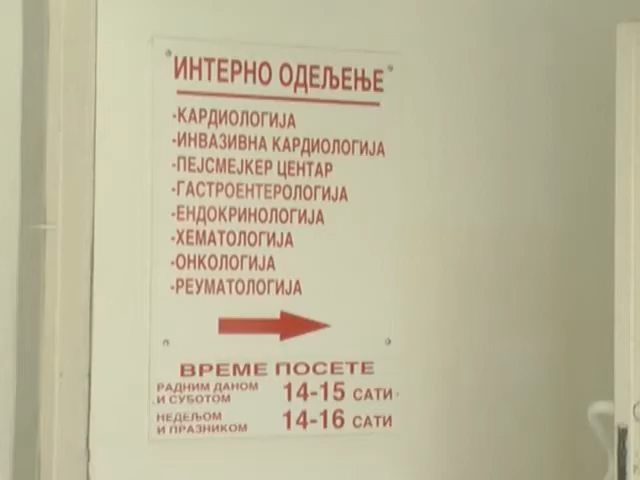 ИНТЕРНО ОДЕЉЕЊЕ
-КАРДИОЛОГИЈА
-ИНВАЗИВНА КАРДИОЛОГИЈА
-ПЕЈСМЕЈКЕР ЦЕНТАР
-ГАСТРОЕНТЕРОЛОГИЈА
-ЕНДОКРИНОЛОГИЈА
-ХЕМАТОЛОГИЈА
-ОНКОЛОГИЈА
-РЕУМАТОЛОГИЈА
ВРЕМЕ ПОСЕТЕ
РАДНИМ ДАНОМ
И СУБОТОМ 14-15 САТИ
НЕДЕЉОМ
И ПРАЗНИКОМ 14-16 САТИ